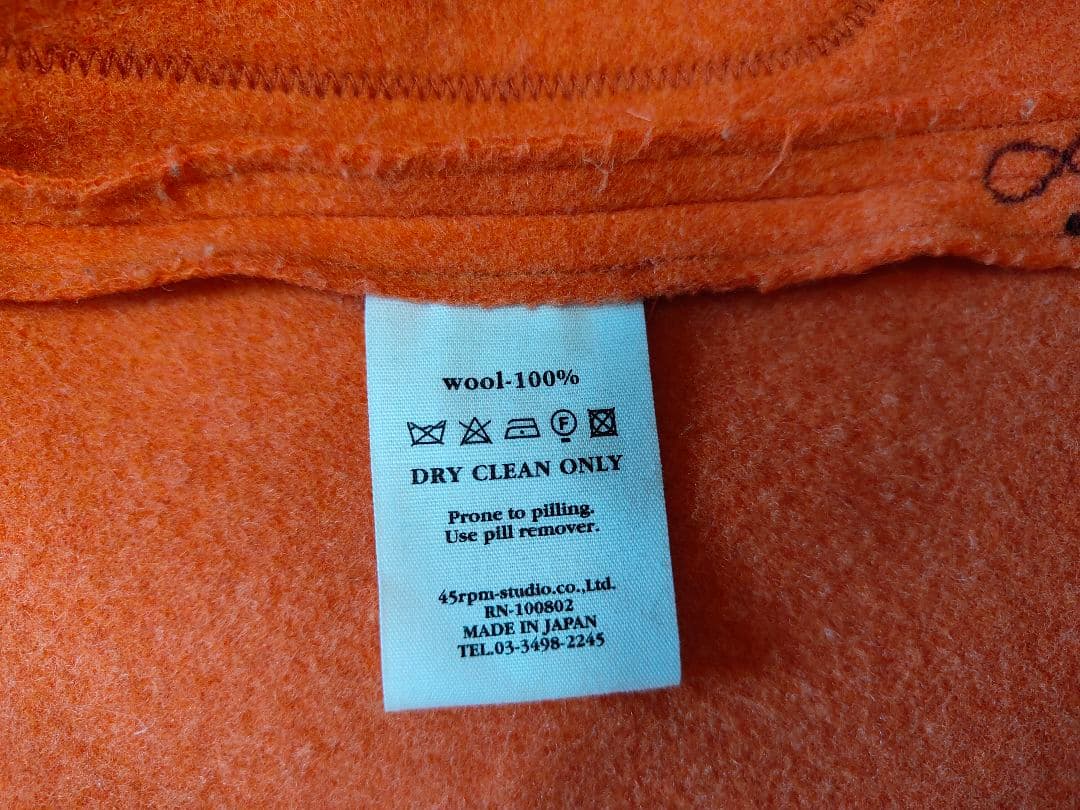 wool-100%
F
DRY CLEAN ONLY
Prone to pilling.
Use pill remover.
45rpm-studio.co.,Ltd.
RN-100802
MADE IN JAPAN
TEL.03-3498-2245